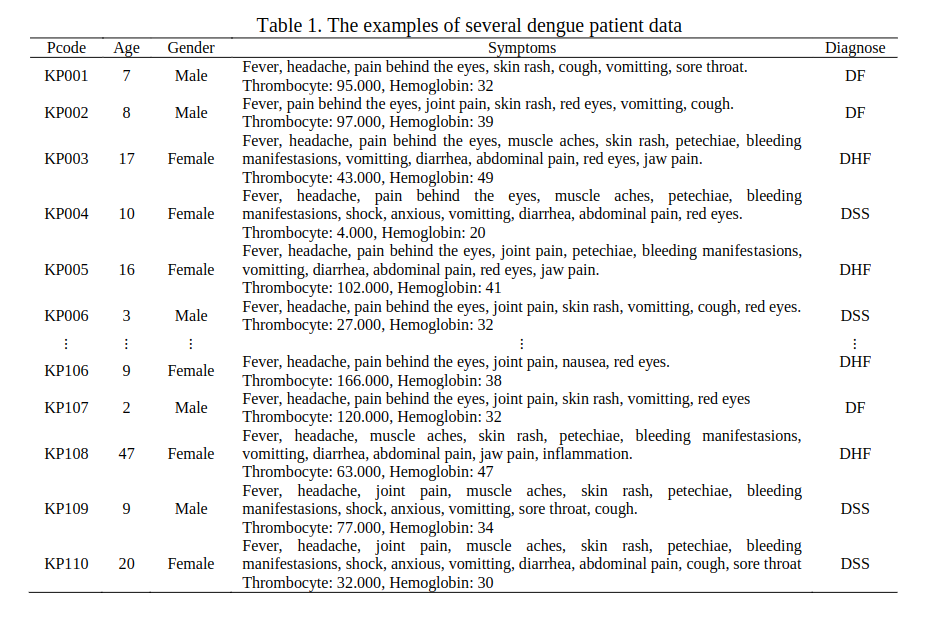 Table 1. The examples of several dengue patient data
Pcode Age Gender Symptoms Diagnose
Fever, headache, pain behind the eyes, skin rash, cough, vomitting, sore throat.
KP001 7 Male DF
Thrombocyte: 95.000, Hemoglobin: 32
Fever, pain behind the eyes, joint pain, skin rash, red eyes, vomitting, cough.
KP002 8 Male DF
Thrombocyte: 97.000, Hemoglobin: 39
Fever, headache, pain behind the eyes, muscle aches, skin rash, petechiae, bleeding
KP003 17 Female manifestasions, vomitting, diarrhea, abdominal pain, red eyes, jaw pain. DHF
Thrombocyte: 43.000, Hemoglobin: 49
Fever, headache, pain behind the eyes, muscle aches, petechiae, bleeding
KP004 10 Female manifestasions, shock, anxious, vomitting, diarrhea, abdominal pain, red eyes. DSS
Thrombocyte: 4.000, Hemoglobin: 20
Fever, headache, pain behind the eyes, joint pain, petechiae, bleeding manifestasions,
KP005 16 Female vomitting, diarrhea, abdominal pain, red eyes, jaw pain. DHF
Thrombocyte: 102.000, Hemoglobin: 41
Fever, headache, pain behind the eyes, joint pain, skin rash, vomitting, cough, red eyes.
KP006 3 Male DSS
Thrombocyte: 27.000, Hemoglobin: 32
⋮ ⋮ ⋮ ⋮ ⋮
Fever, headache, pain behind the eyes, joint pain, nausea, red eyes. DHF
KP106 9 Female
Thrombocyte: 166.000, Hemoglobin: 38
Fever, headache, pain behind the eyes, joint pain, skin rash, vomitting, red eyes
KP107 2 Male DF
Thrombocyte: 120.000, Hemoglobin: 32
Fever, headache, muscle aches, skin rash, petechiae, bleeding manifestasions,
KP108 47 Female vomitting, diarrhea, abdominal pain, jaw pain, inflammation. DHF
Thrombocyte: 63.000, Hemoglobin: 47
Fever, headache, joint pain, muscle aches, skin rash, petechiae, bleeding
KP109 9 Male manifestasions, shock, anxious, vomitting, sore throat, cough. DSS
Thrombocyte: 77.000, Hemoglobin: 34
Fever, headache, joint pain, muscle aches, skin rash, petechiae, bleeding
KP110 20 Female manifestasions, shock, anxious, vomitting, diarrhea, abdominal pain, cough, sore throat DSS
Thrombocyte: 32.000, Hemoglobin: 30